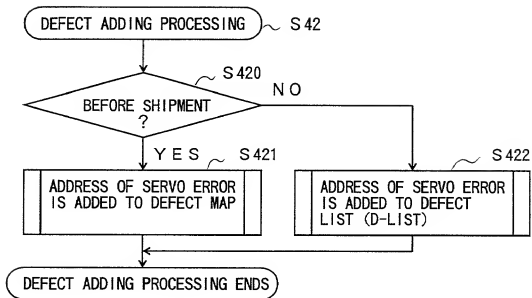 DEFECT ADDING PROCESSING
S42
S420
BEFORE SHIPMENT
?
NO
YES
S421
S422
ADDRESS OF SERVO ERROR
IS ADDED TO DEFECT MAP
ADDRESS OF SERVO ERROR
IS ADDED TO DEFECT
LIST (D-LIST)
DEFECT ADDING PROCESSING ENDS